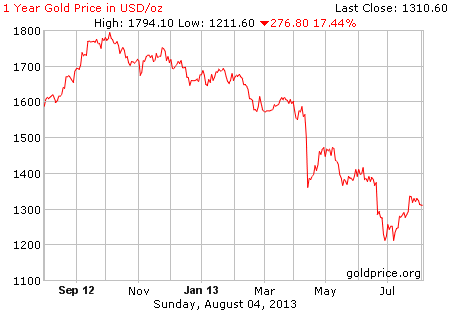 1 Year Gold Price in USD/oz Last Close: 1310.60
High: 1794.10 Low: 1211.60 ▼276.80 17.44%
1800
1700
1600
1500
1400
1300
1200
1100
goldprice.org
Sep 12 Nov Jan 13 Mar May Jul
Sunday, August 04, 2013